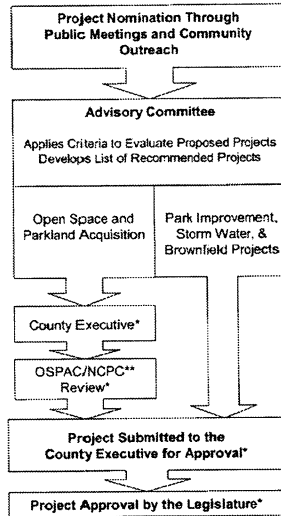 Project Nomination Through
Public Meetings and Community
Outreach
Advisory Committee
Applies Criteria to Evaluate Proposed Projects
Develops List of Recommended Projects
Open Space and
Parkland Acquisition
Park Improvement,
Storm Water, &
Brownfield Projects
County Executive*
OSPAC/NCPC**
Review*
Project Submitted to the
County Executive for Approval*
Project Approval by the Legislature*